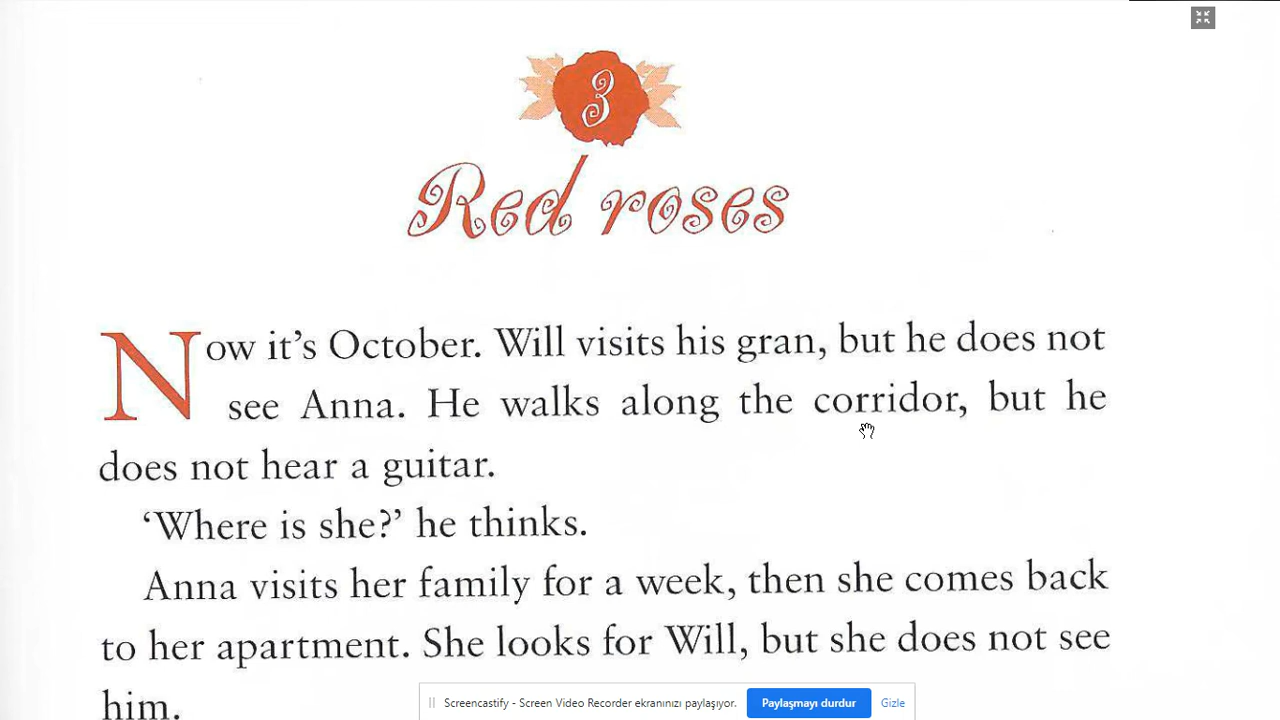 3
Red roses
Now it's October. Will visits his gran, but he does not
see Anna. He walks along the corridor, but he
does not hear a guitar.
‘Where is she?’ he thinks.
Anna visits her family for a week, then she comes back
to her apartment. She looks for Will, but she does not see
him.
Screencastify - Screen Video Recorder ekranınızı paylaşıyor.
Paylaşmayı durdur
Gizle